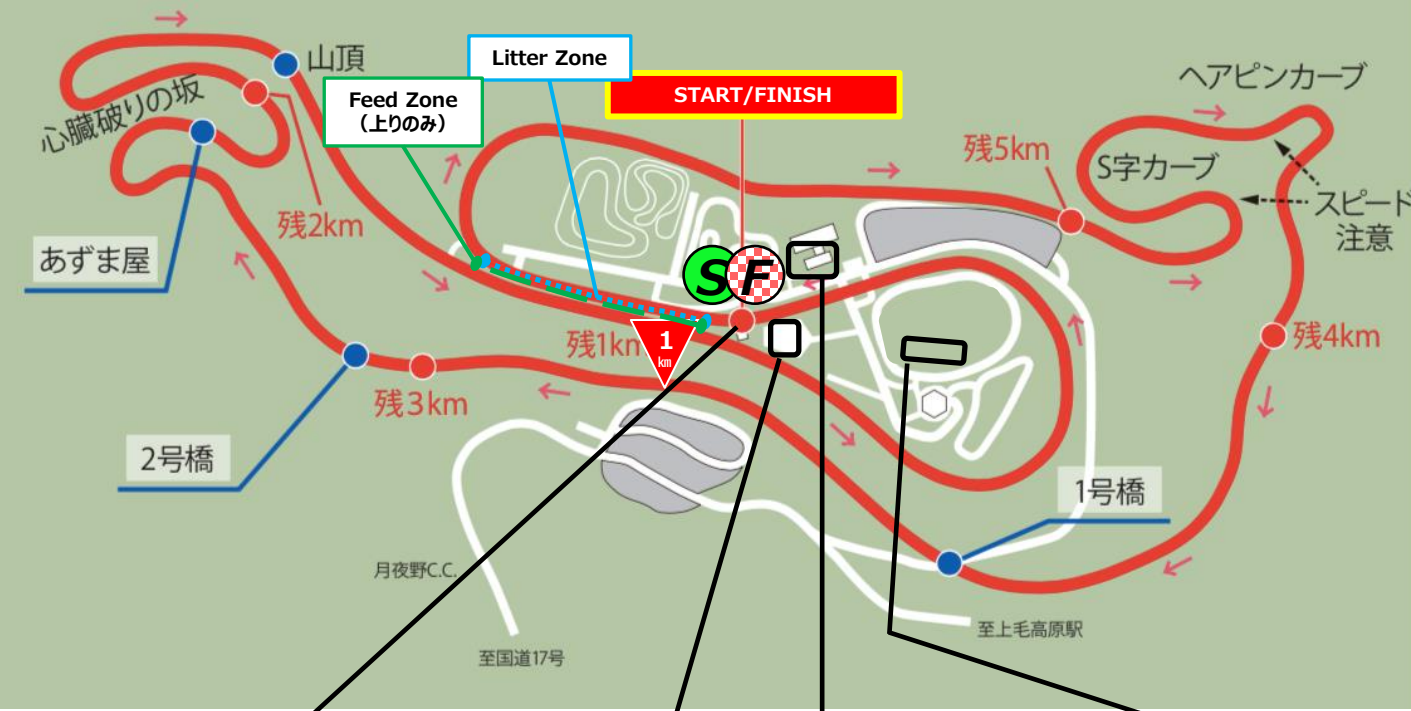 山頂
Litter Zone
Feed Zone
（上りのみ）
START/FINISH
ヘアピンカーブ
心臓破りの坂
残5km
S字カーブ
スピード
注意
残2km
あずま屋
S
F
残1km
1
km
残4km
残3km
2号橋
1号橋
月夜野C.C.
至上毛高原駅
至国道17号